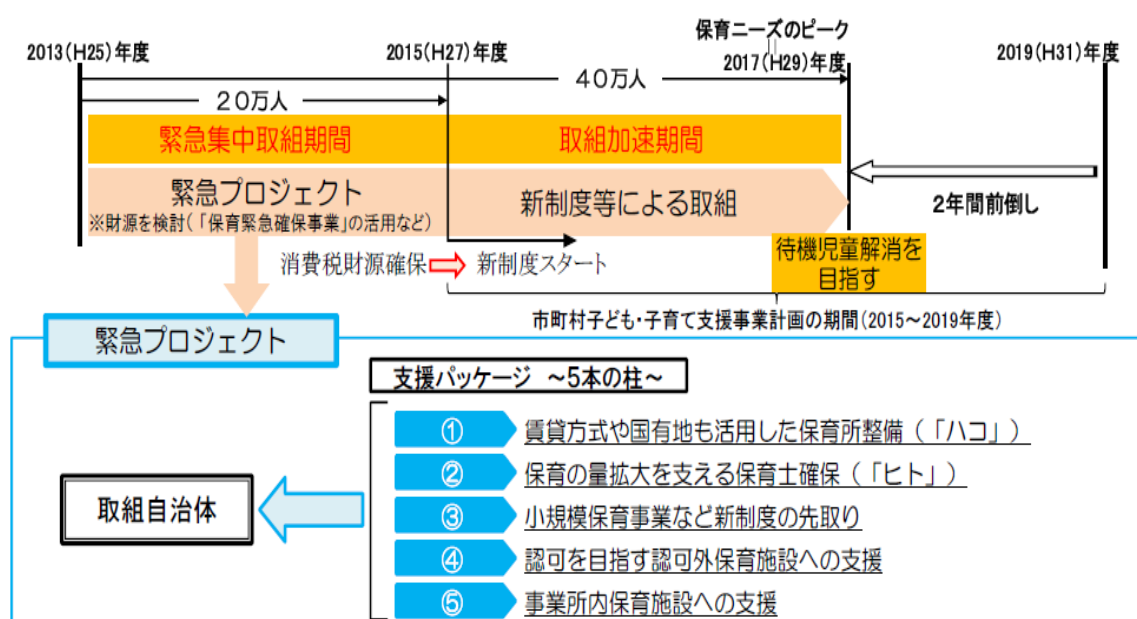 保育ニーズのピーク
||
2013(H25)年度
2015(H27)年度
2017(H29)年度
2019(H31)年度
40万人
20万人
緊急集中取組期間
取組加速期間
緊急プロジェクト
※財源を検討(「保育緊急確保事業」の活用など)
新制度等による取組
2年間前倒し
消費税財源確保
新制度スタート
待機児童解消を
目指す
市町村子ども・子育て支援事業計画の期間(2015～2019年度)
緊急プロジェクト
支援パッケージ ～5本の柱～
① 賃貸方式や国有地も活用した保育所整備(「ハコ」)
② 保育の量拡大を支える保育士確保(「ヒト」)
取組自治体
③ 小規模保育事業など新制度の先取り
④ 認可を目指す認可外保育施設への支援
⑤ 事業所内保育施設への支援